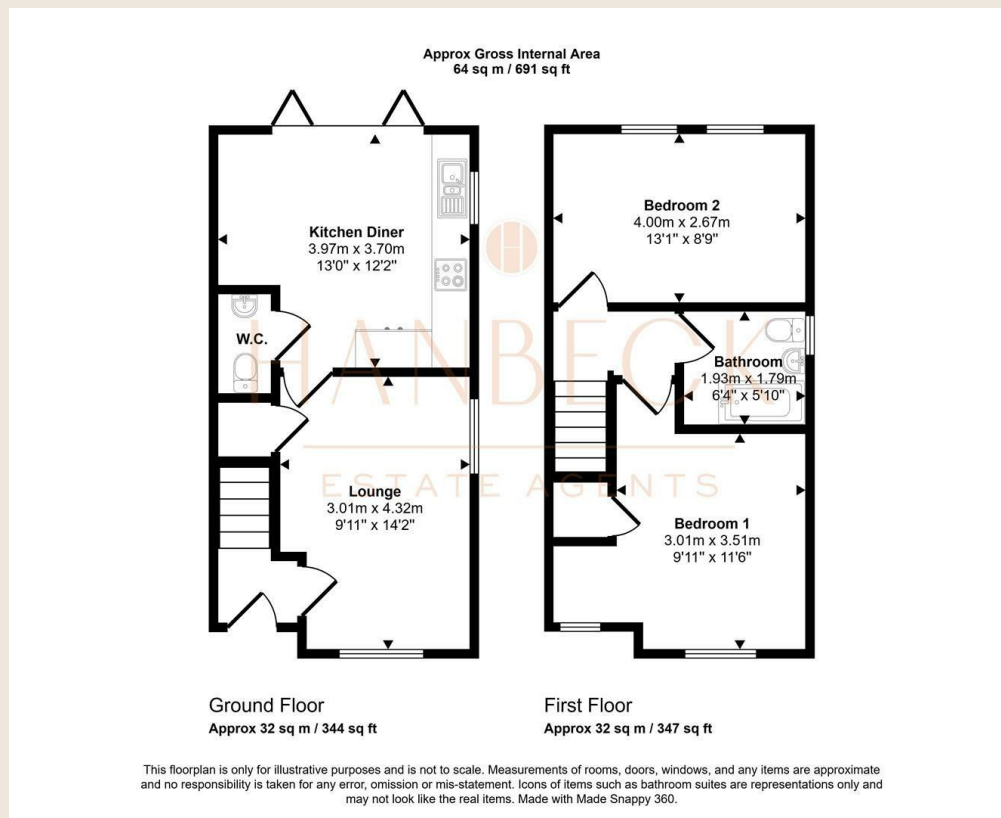 Approx Gross Internal Area
64 sq m / 691 sq ft
Kitchen Diner
3.97m x 3.70m
13'0" x 12'2"
W.C.
Lounge
3.01m x 4.32m
9'11" x 14'2"
Bedroom 2
4.00m x 2.67m
13'1" x 8'9"
Bathroom
1.93m x 1.79m
6'4" x 5'10"
Bedroom 1
3.01m x 3.51m
9'11" x 11'6"
HANBECK
ESTATE AGENTS
Ground Floor
Approx 32 sq m / 344 sq ft
First Floor
Approx 32 sq m / 347 sq ft
This floorplan is only for illustrative purposes and is not to scale. Measurements of rooms, doors, windows, and any items are approximate
and no responsibility is taken for any error, omission or mis-statement. Icons of items such as bathroom suites are representations only and
may not look like the real items. Made with Made Snappy 360.